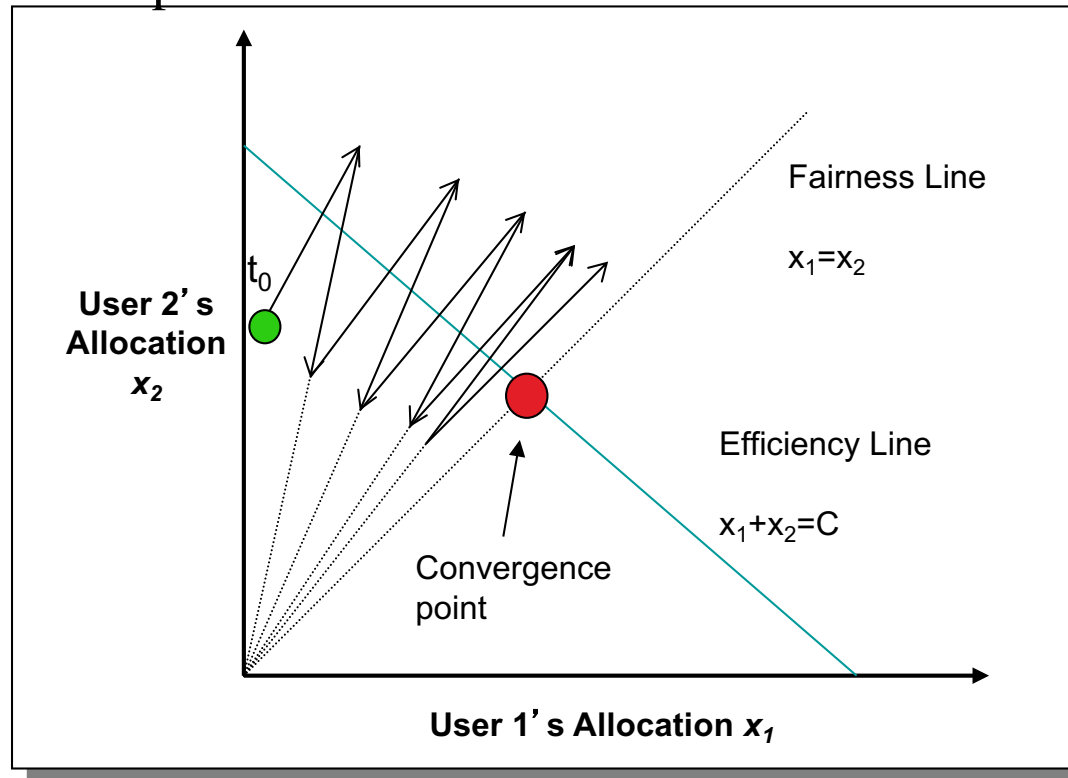 t₀
User 2's
Allocation
x₂
Fairness Line
x₁=x₂
Efficiency Line
x₁+x₂=C
Convergence
point
User 1's Allocation x₁